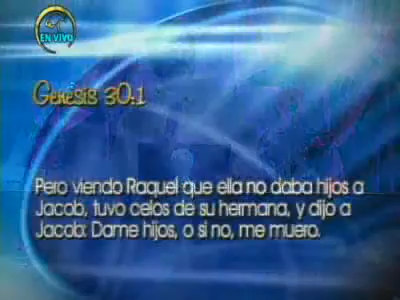 EN VIVO
Génesis 30:1
Pero viendo Raquel que ella no daba hijos a
Jacob, tuvo celos de su hermana, y dijo a
Jacob: Dame hijos, o si no, me muero.